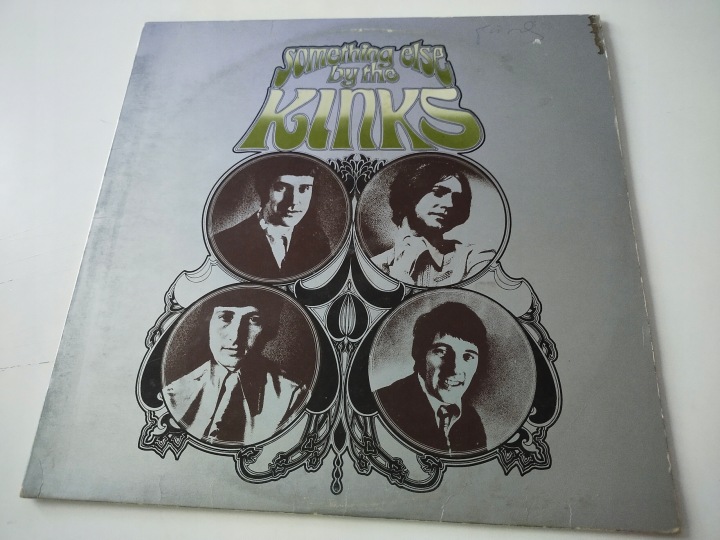 something else
by the
KINKS